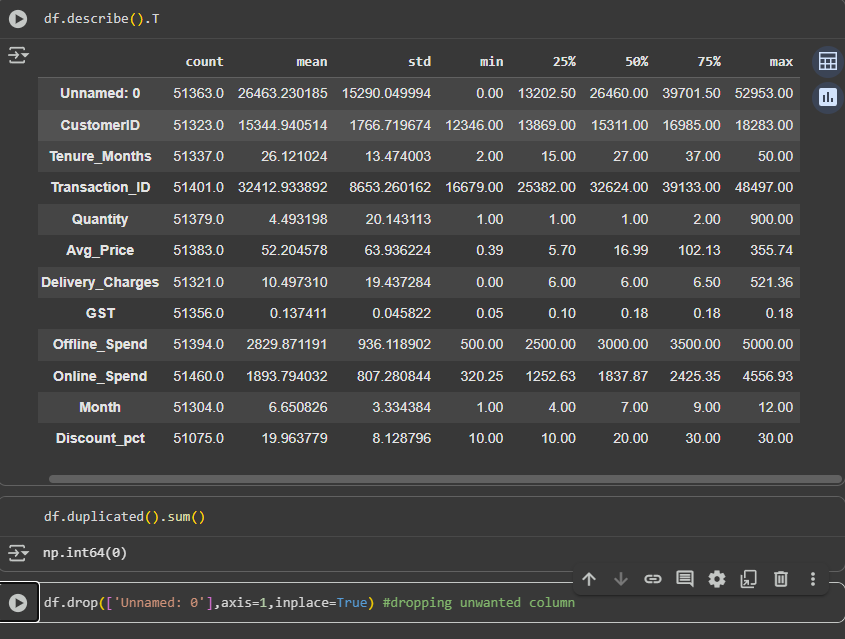 df.describe().T
count mean std min 25% 50% 75% max
Unnamed: 0 51363.0 26463.230185 15290.049994 0.00 13202.50 26460.00 39701.50 52953.00
CustomerID 51323.0 15344.940514 1766.719674 12346.00 13869.00 15311.00 16985.00 18283.00
Tenure_Months 51337.0 26.121024 13.474003 2.00 15.00 27.00 37.00 50.00
Transaction_ID 51401.0 32412.933892 8653.260162 16679.00 25382.00 32624.00 39133.00 48497.00
Quantity 51379.0 4.493198 20.143113 1.00 1.00 1.00 2.00 900.00
Avg_Price 51383.0 52.204578 63.936224 0.39 5.70 16.99 102.13 355.74
Delivery_Charges 51321.0 10.497310 19.437284 0.00 6.00 6.00 6.50 521.36
GST 51356.0 0.137411 0.045822 0.05 0.10 0.18 0.18 0.18
Offline_Spend 51394.0 2829.871191 936.118902 500.00 2500.00 3000.00 3500.00 5000.00
Online_Spend 51460.0 1893.794032 807.280844 320.25 1252.63 1837.87 2425.35 4556.93
Month 51304.0 6.650826 3.334384 1.00 4.00 7.00 9.00 12.00
Discount_pct 51075.0 19.963779 8.128796 10.00 10.00 20.00 30.00 30.00
df.duplicated().sum()
np.int64(0)
df.drop(['Unnamed: 0'],axis=1,inplace=True) #dropping unwanted column